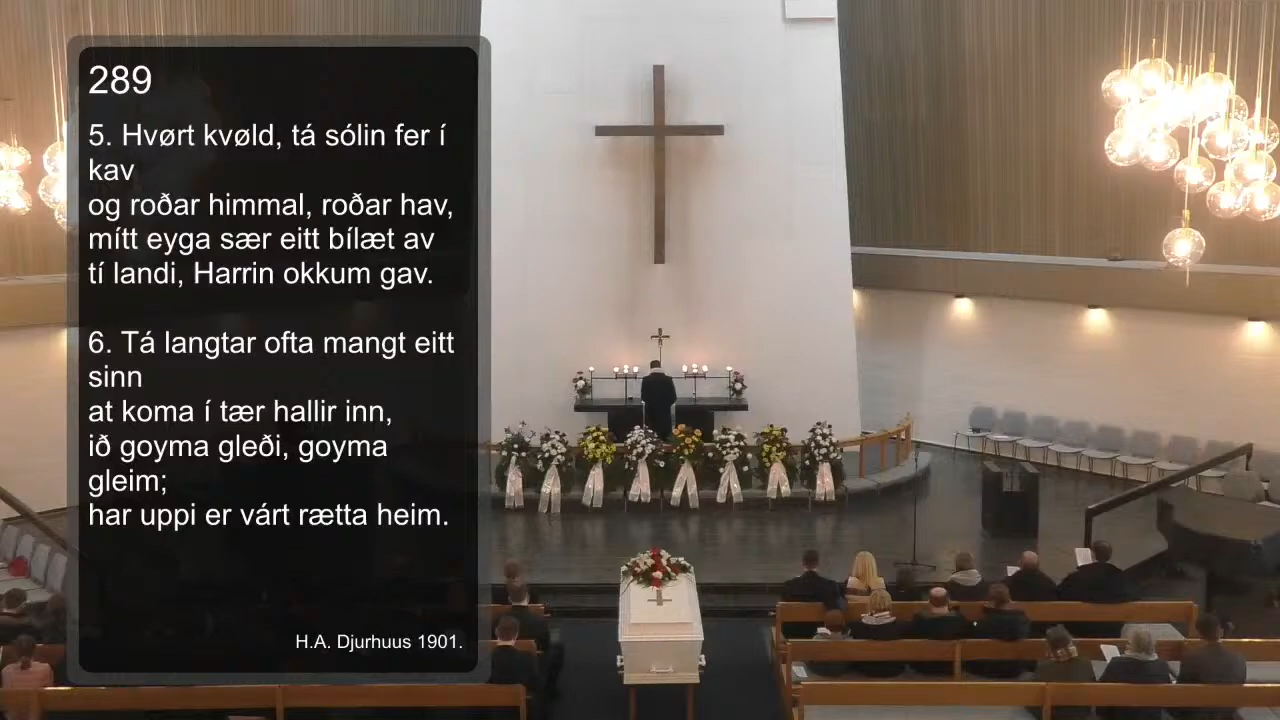 289
5. Hvørt kvøld, tá sólin fer í
kav
og roðar himmal, roðar hav,
mítt eyga sær eitt bílæt av
tí landi, Harrin okkum gav.
6. Tá langtar ofta mangt eitt
sinn
at koma í tær hallir inn,
ið goyma gleði, goyma
gleim;
har uppi er várt rætta heim.
H.A. Djurhuus 1901.